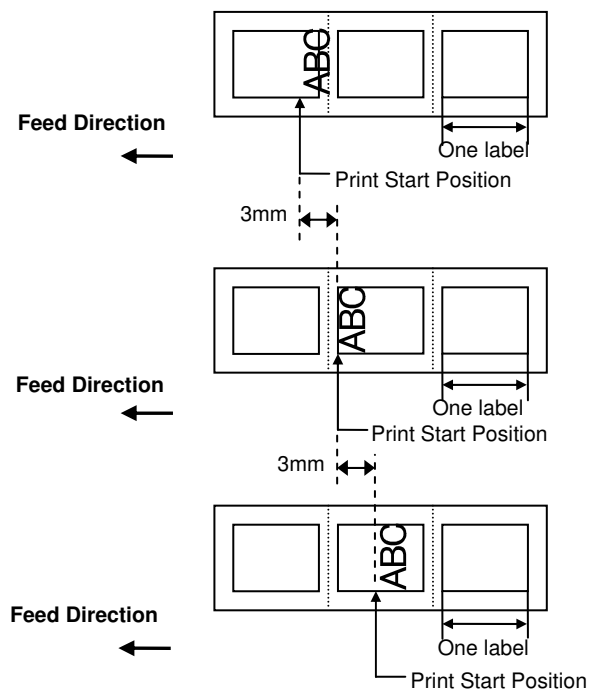 ABC
Feed Direction
One label
Print Start Position
3mm
ABC
Feed Direction
One label
Print Start Position
3mm
ABC
Feed Direction
One label
Print Start Position